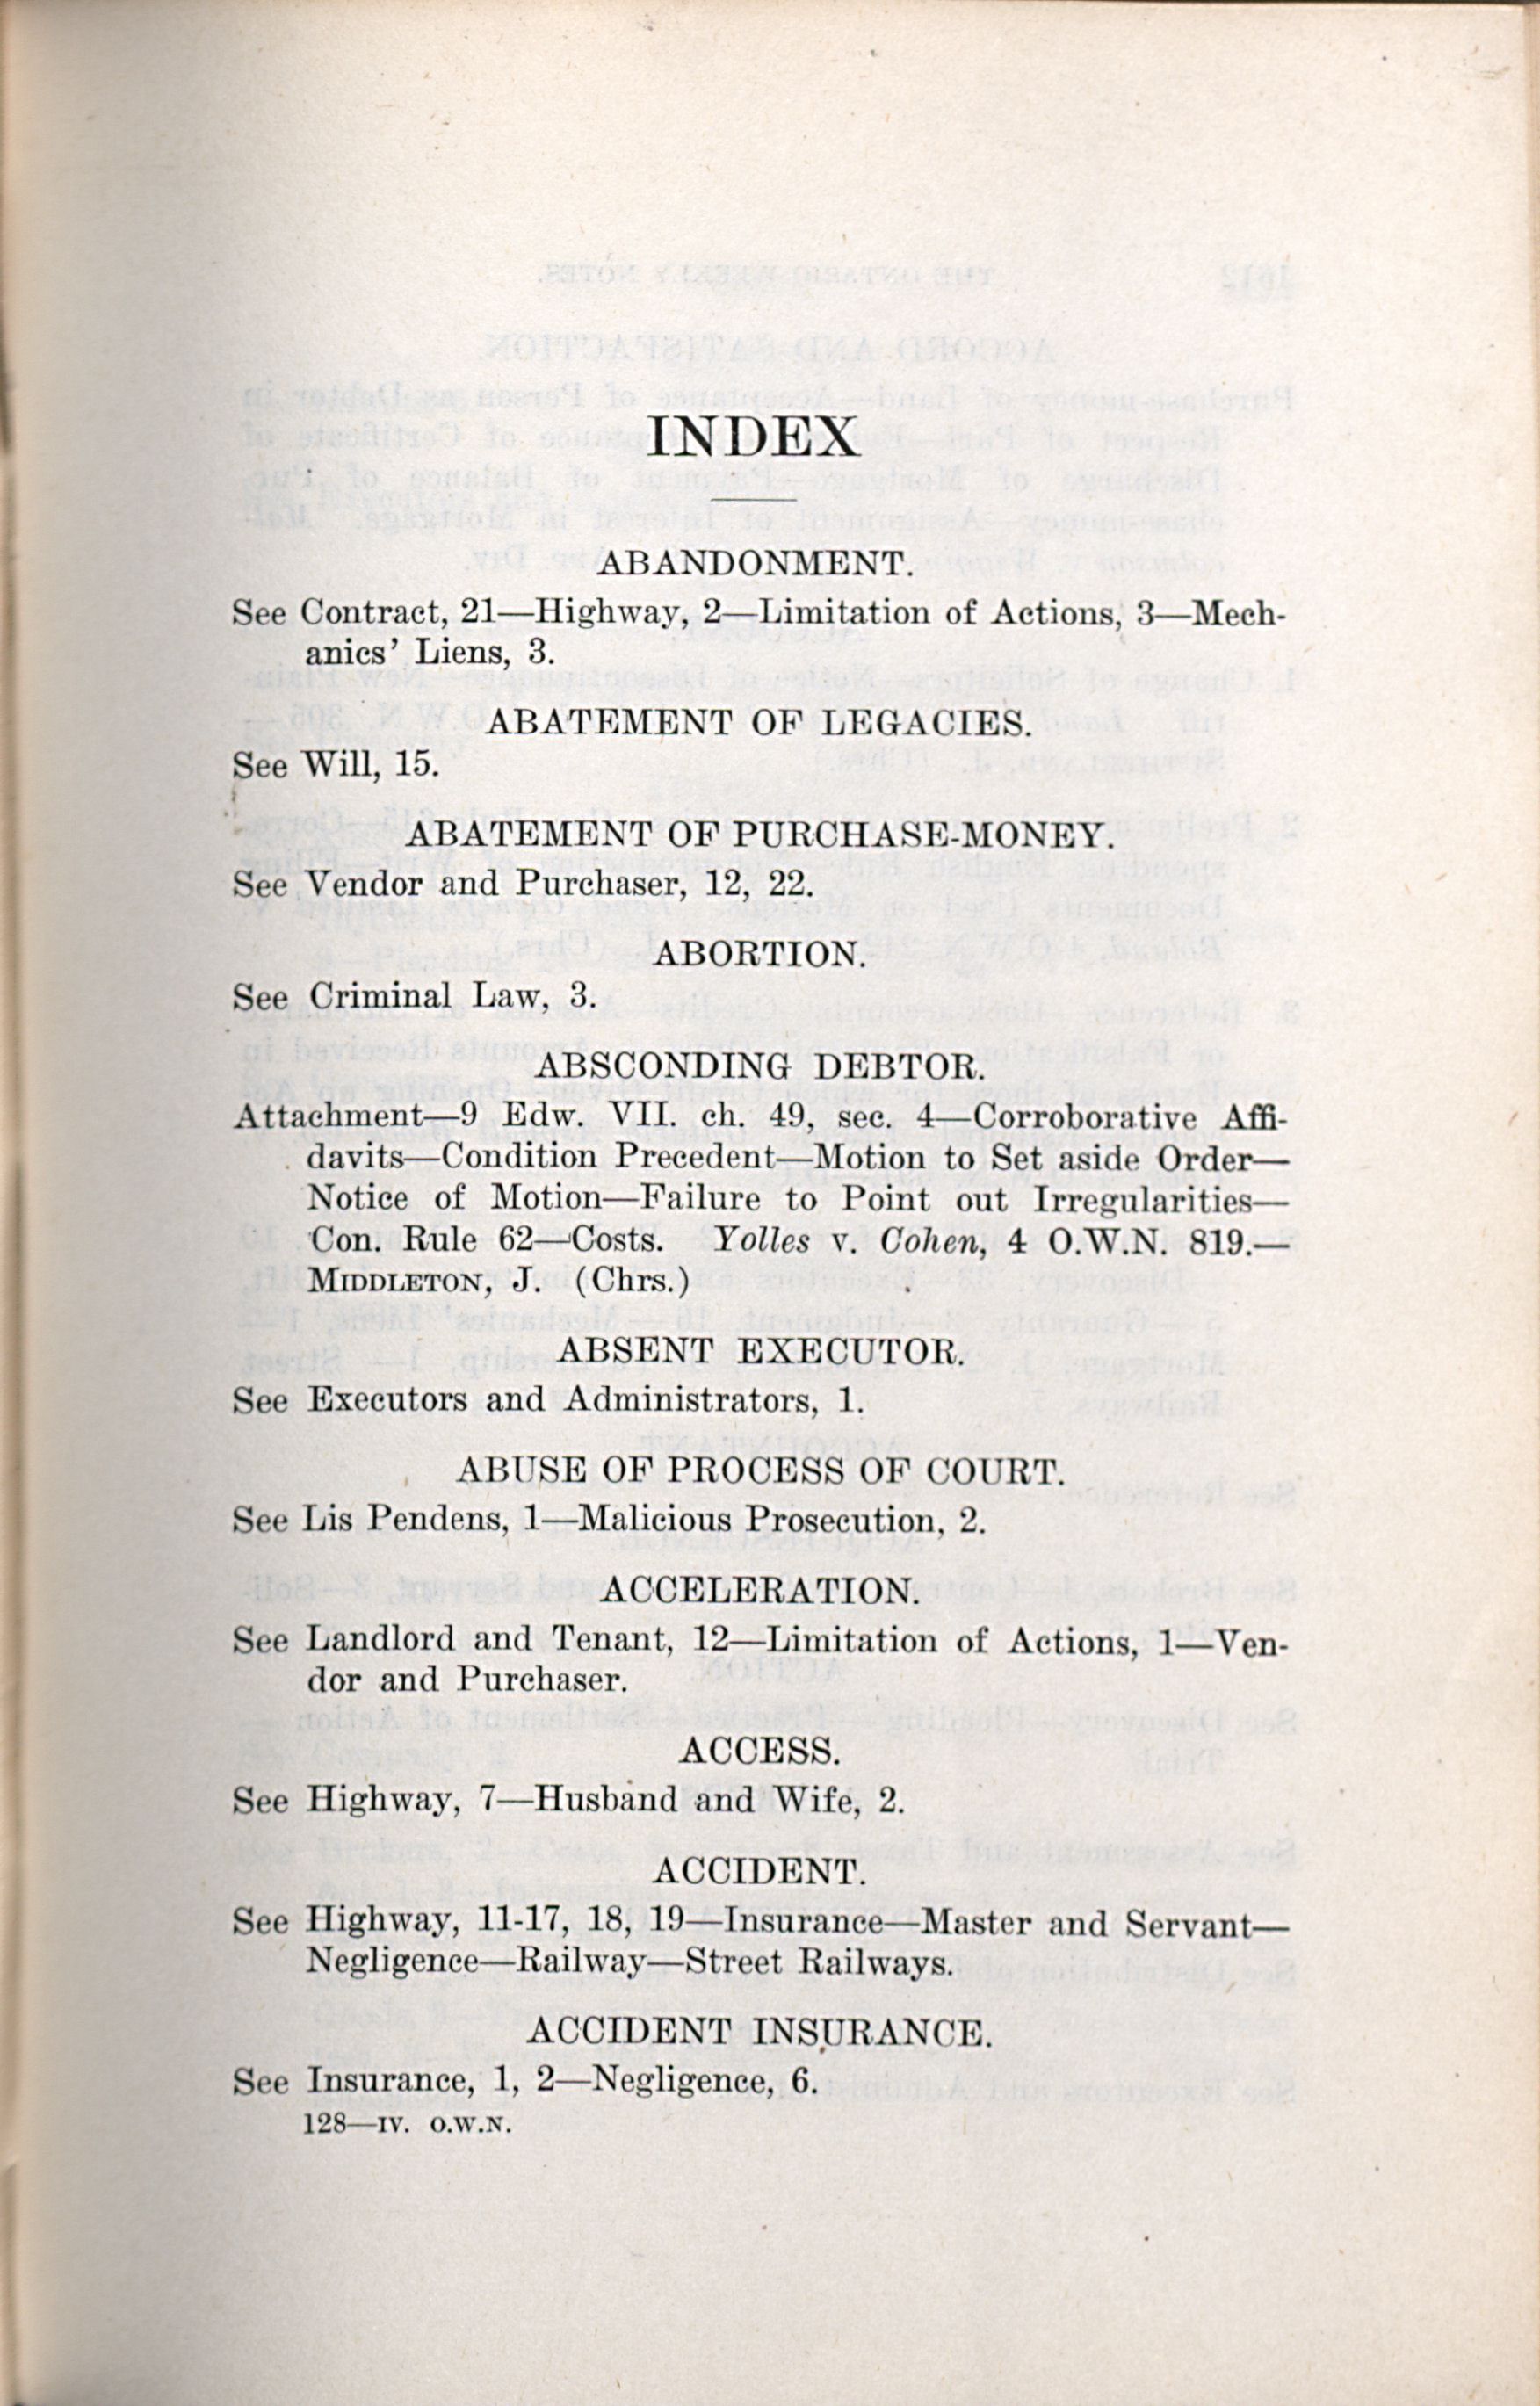 INDEX
ABANDONMENT.
See Contract, 21—Highway, 2—Limitation of Actions, 3—Mech-
anics' Liens, 3.
ABATEMENT OF LEGACIES.
See Will, 15.
ABATEMENT OF PURCHASE-MONEY.
See Vendor and Purchaser, 12, 22.
ABORTION.
See Criminal Law, 3.
ABSCONDING DEBTOR.
Attachment—9 Edw. VII. ch. 49, sec. 4—Corroborative Affi-
davits—Condition Precedent—Motion to Set aside Order—
Notice of Motion—Failure to Point out Irregularities—
Con. Rule 62—Costs. Yolles v. Cohen, 4 O.W.N. 819.—
MIDDLETON, J. (Chrs.)
ABSENT EXECUTOR.
See Executors and Administrators, 1.
ABUSE OF PROCESS OF COURT.
See Lis Pendens, 1—Malicious Prosecution, 2.
ACCELERATION.
See Landlord and Tenant, 12—Limitation of Actions, 1—Ven-
dor and Purchaser.
ACCESS.
See Highway, 7—Husband and Wife, 2.
ACCIDENT.
See Highway, 11-17, 18, 19—Insurance—Master and Servant—
Negligence—Railway—Street Railways.
ACCIDENT INSURANCE.
See Insurance, 1, 2—Negligence, 6.
128—IV. O.W.N.